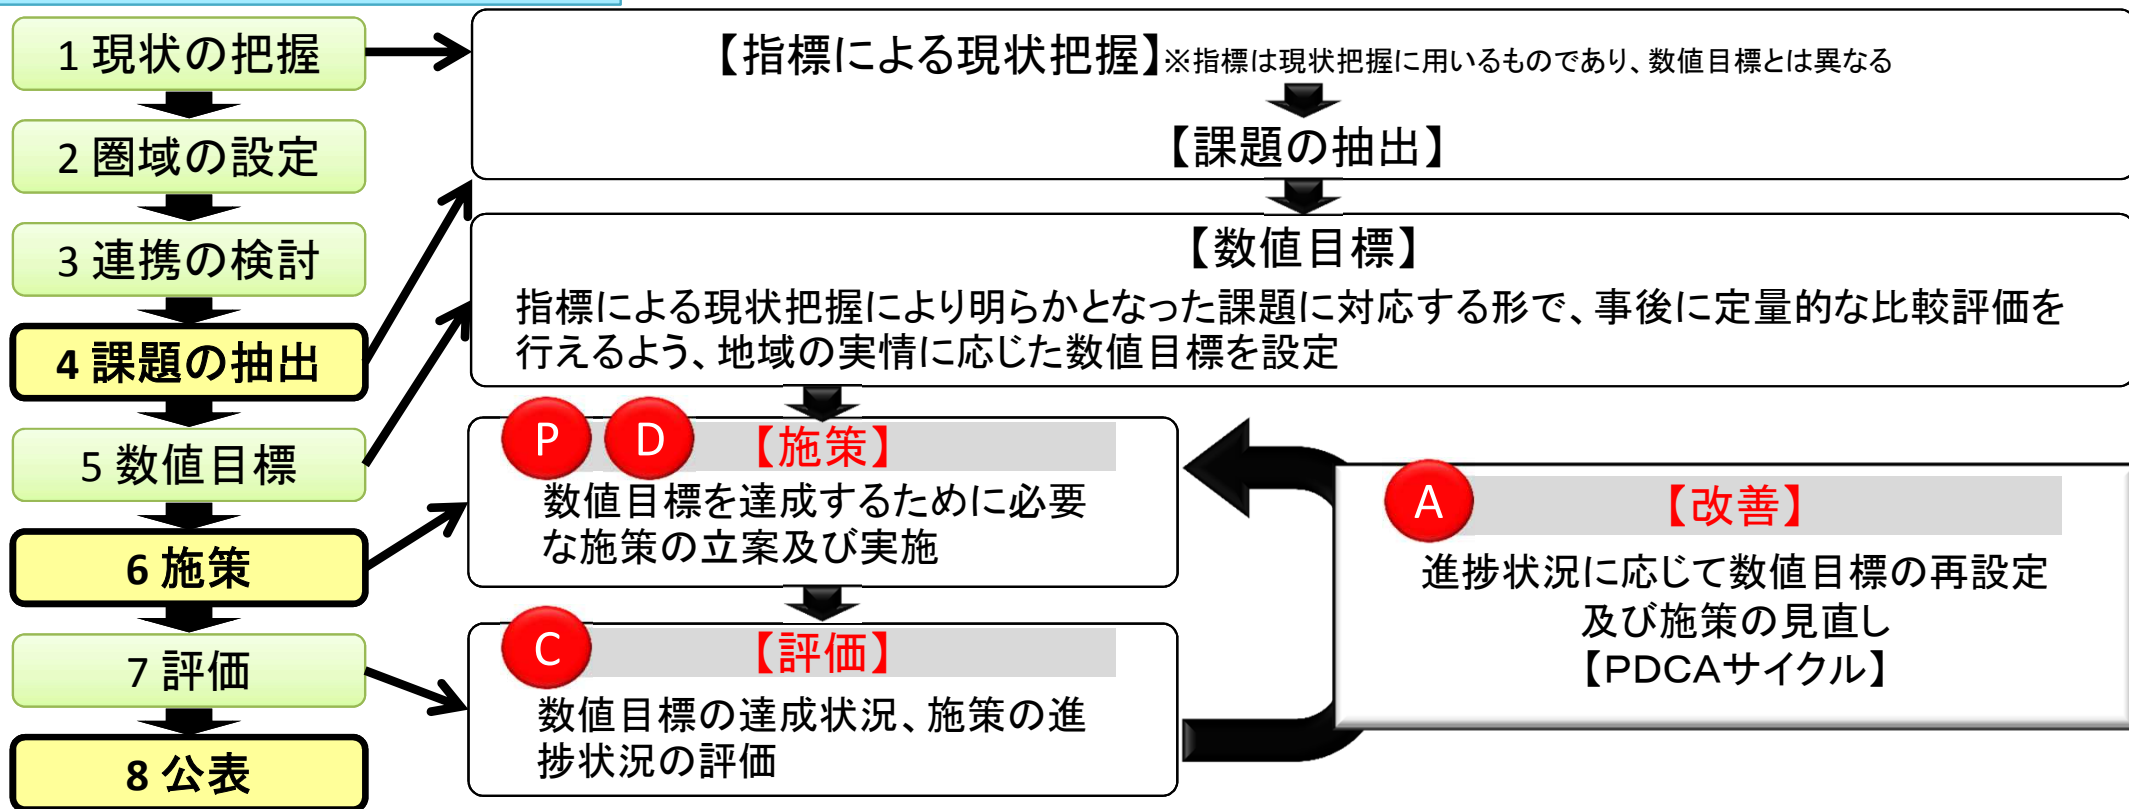 1 現状の把握
2 圏域の設定
3 連携の検討
4 課題の抽出
5 数値目標
6 施策
7 評価
8 公表
【指標による現状把握】※指標は現状把握に用いるものであり、数値目標とは異なる
【課題の抽出】
【数値目標】
指標による現状把握により明らかとなった課題に対応する形で、事後に定量的な比較評価を
行えるよう、地域の実情に応じた数値目標を設定
P D 【施策】
数値目標を達成するために必要
な施策の立案及び実施
C 【評価】
数値目標の達成状況、施策の進
捗状況の評価
A 【改善】
進捗状況に応じて数値目標の再設定
及び施策の見直し
【PDCAサイクル】